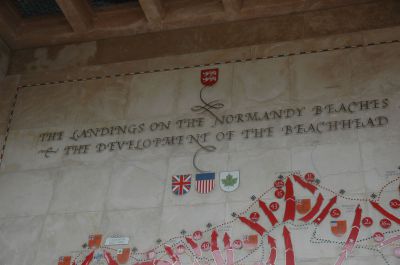 THE LANDINGS ON THE NORMANDY BEACHES
& THE DEVELOPMENT OF THE BEACHHEAD